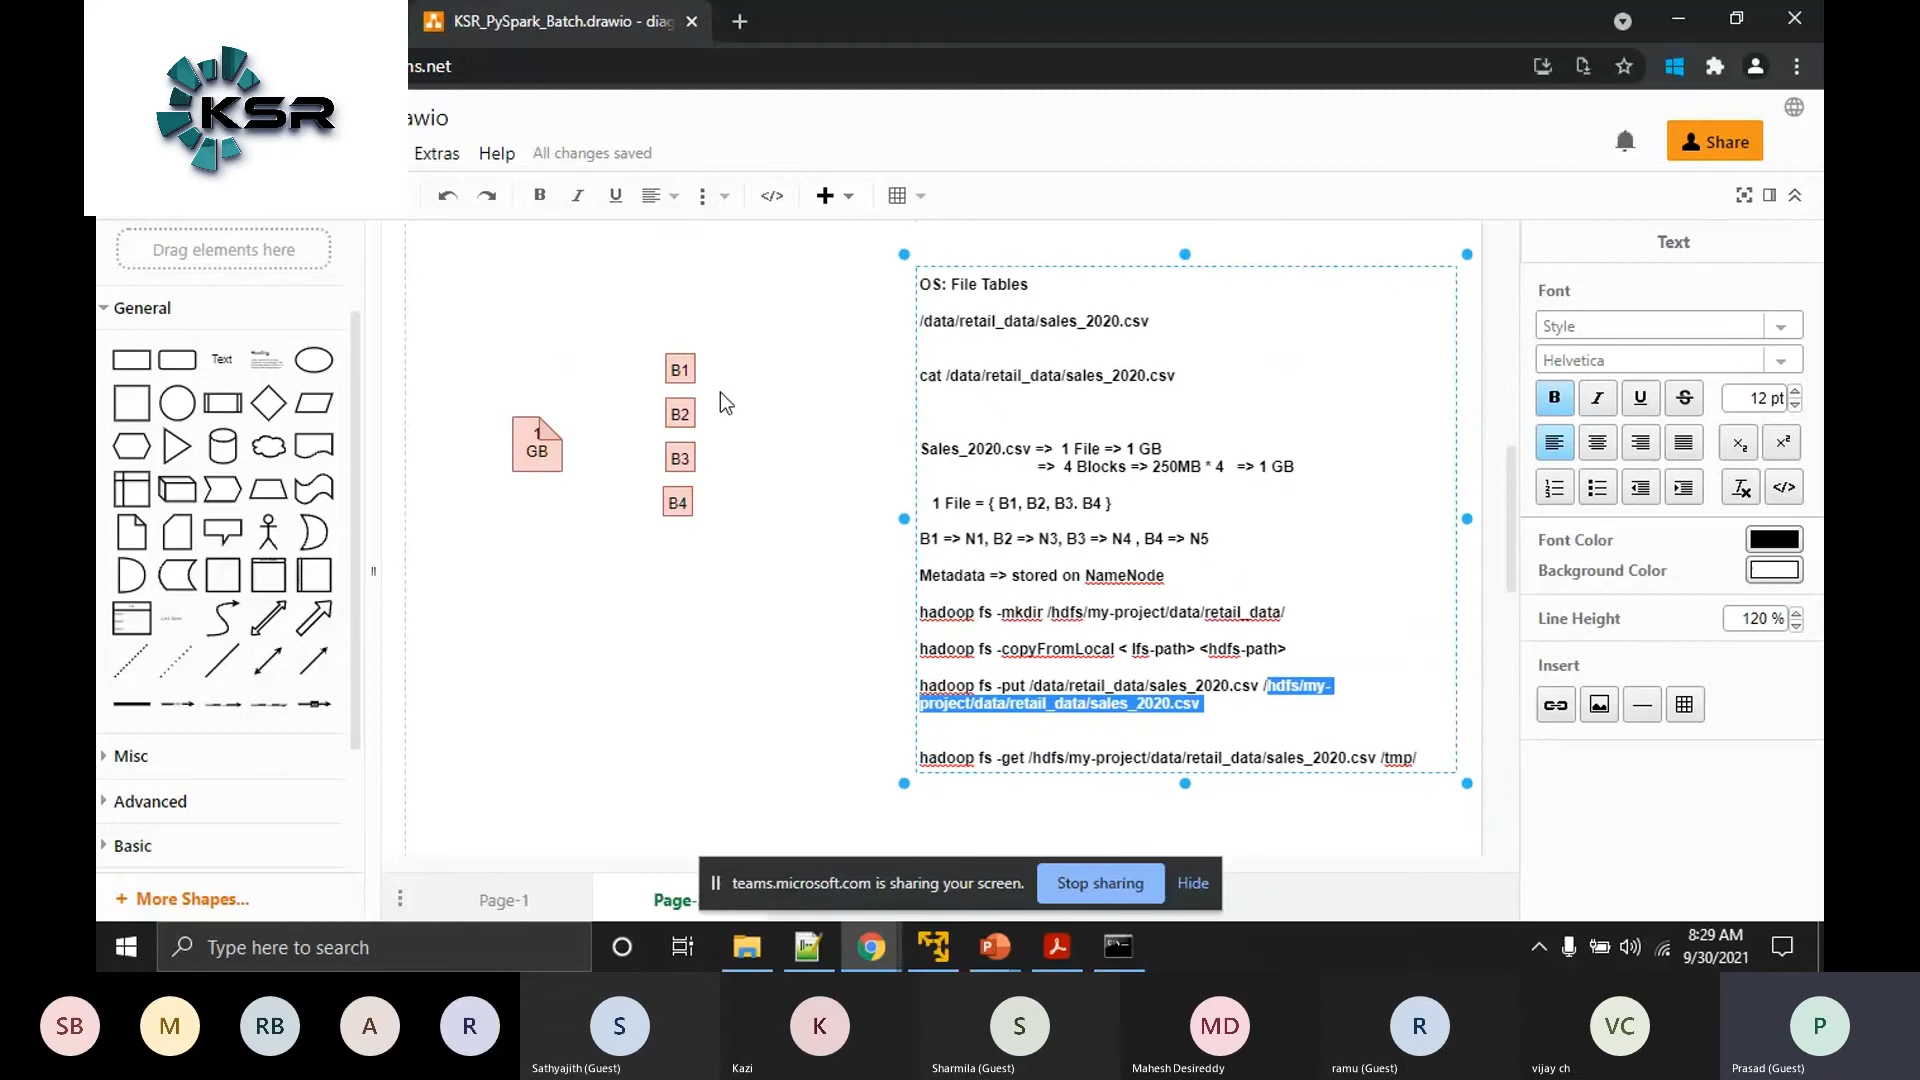 KSR
KSR_PySpark_Batch.drawio - diag
ns.net
awio
Extras Help All changes saved
Share
Drag elements here
General
Text
Misc
Advanced
Basic
+ More Shapes...
1
GB
B1
B2
B3
B4
OS: File Tables
/data/retail_data/sales_2020.csv
cat /data/retail_data/sales_2020.csv
Sales_2020.csv => 1 File => 1 GB
=> 4 Blocks => 250MB * 4 => 1 GB
1 File = { B1, B2, B3. B4 }
B1 => N1, B2 => N3, B3 => N4 , B4 => N5
Metadata => stored on NameNode
hadoop fs -mkdir /hdfs/my-project/data/retail_data/
hadoop fs -copyFromLocal < lfs-path> <hdfs-path>
hadoop fs -put /data/retail_data/sales_2020.csv /hdfs/my-
project/data/retail_data/sales_2020.csv
hadoop fs -get /hdfs/my-project/data/retail_data/sales_2020.csv /tmp/
Text
Font
Style
Helvetica
B I U S 12 pt
Font Color
Background Color
Line Height 120 %
Insert
Page-1
Page-
teams.microsoft.com is sharing your screen. Stop sharing Hide
Type here to search
8:29 AM
9/30/2021
SB M RB A R S K S MD R VC P
Sathyajith (Guest) Kazi Sharmila (Guest) Mahesh Desireddy ramu (Guest) vijay ch Prasad (Guest)